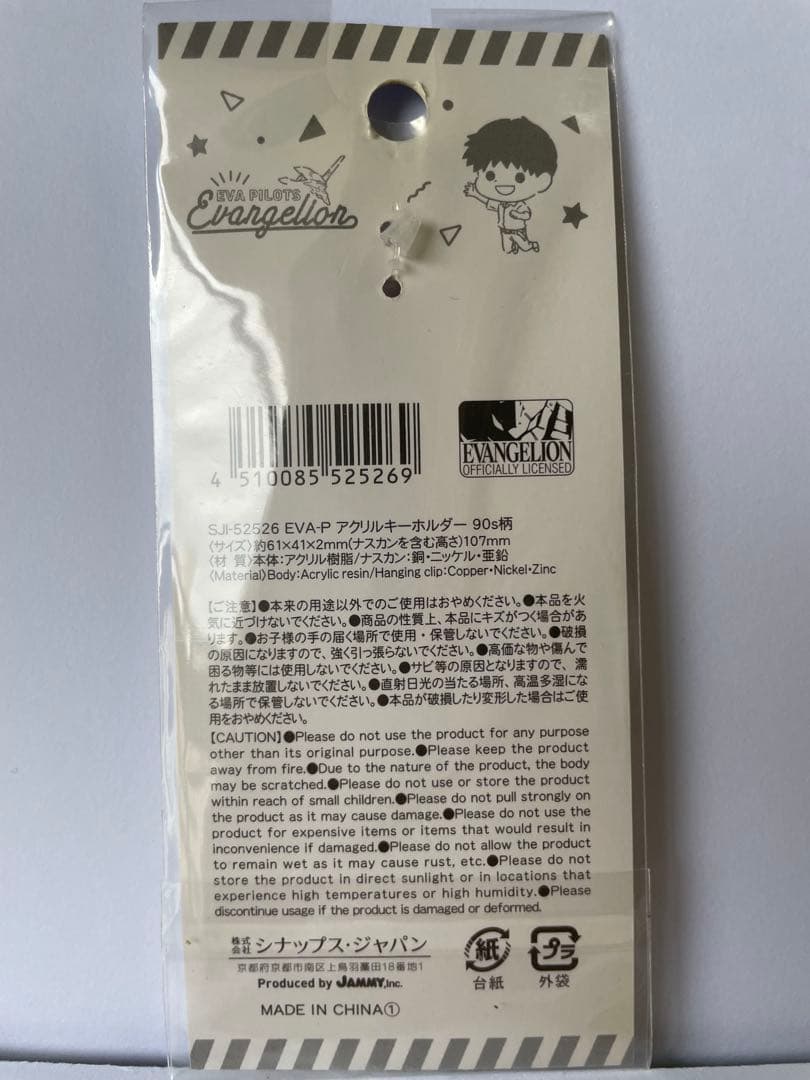 EVA PILOTS
Evangelion
4 510085 525269
EVANGELION
OFFICIALLY LICENSED
SJI-52526 EVA-P アクリルキーホルダー 90s柄
〈サイズ〉約61×41×2mm(ナスカンを含む高さ)107mm
〈材 質〉本体:アクリル樹脂/ナスカン:銅・ニッケル・亜鉛
〈Material〉Body:Acrylic resin/Hanging clip:Copper・Nickel・Zinc
【ご注意】●本来の用途以外でのご使用はおやめください。●本品を火
気に近づけないでください。●商品の性質上、本品にキズがつく場合があ
ります。●お子様の手の届く場所で使用・保管しないでください。●破損
の原因になりますので、強く引っ張らないでください。●高価な物や傷んで
困る物等には使用しないでください。●サビ等の原因となりますので、濡
れたまま放置しないでください。●直射日光の当たる場所、高温多湿にな
る場所で保管しないでください。●本品が破損したり変形した場合はご使
用をおやめください。
【CAUTION】●Please do not use the product for any purpose
other than its original purpose.●Please keep the product
away from fire.●Due to the nature of the product, the body
may be scratched.●Please do not use or store the product
within reach of small children.●Please do not pull strongly on
the product as it may cause damage.●Please do not use the
product for expensive items or items that would result in
inconvenience if damaged.●Please do not allow the product
to remain wet as it may cause rust, etc.●Please do not
store the product in direct sunlight or in locations that
experience high temperatures or high humidity.●Please
discontinue usage if the product is damaged or deformed.
株式会社 シナップス・ジャパン
京都府京都市南区上鳥羽藁田18番地1
Produced by JAMMY,Inc.
MADE IN CHINA①
紙
台紙
プラ
外袋